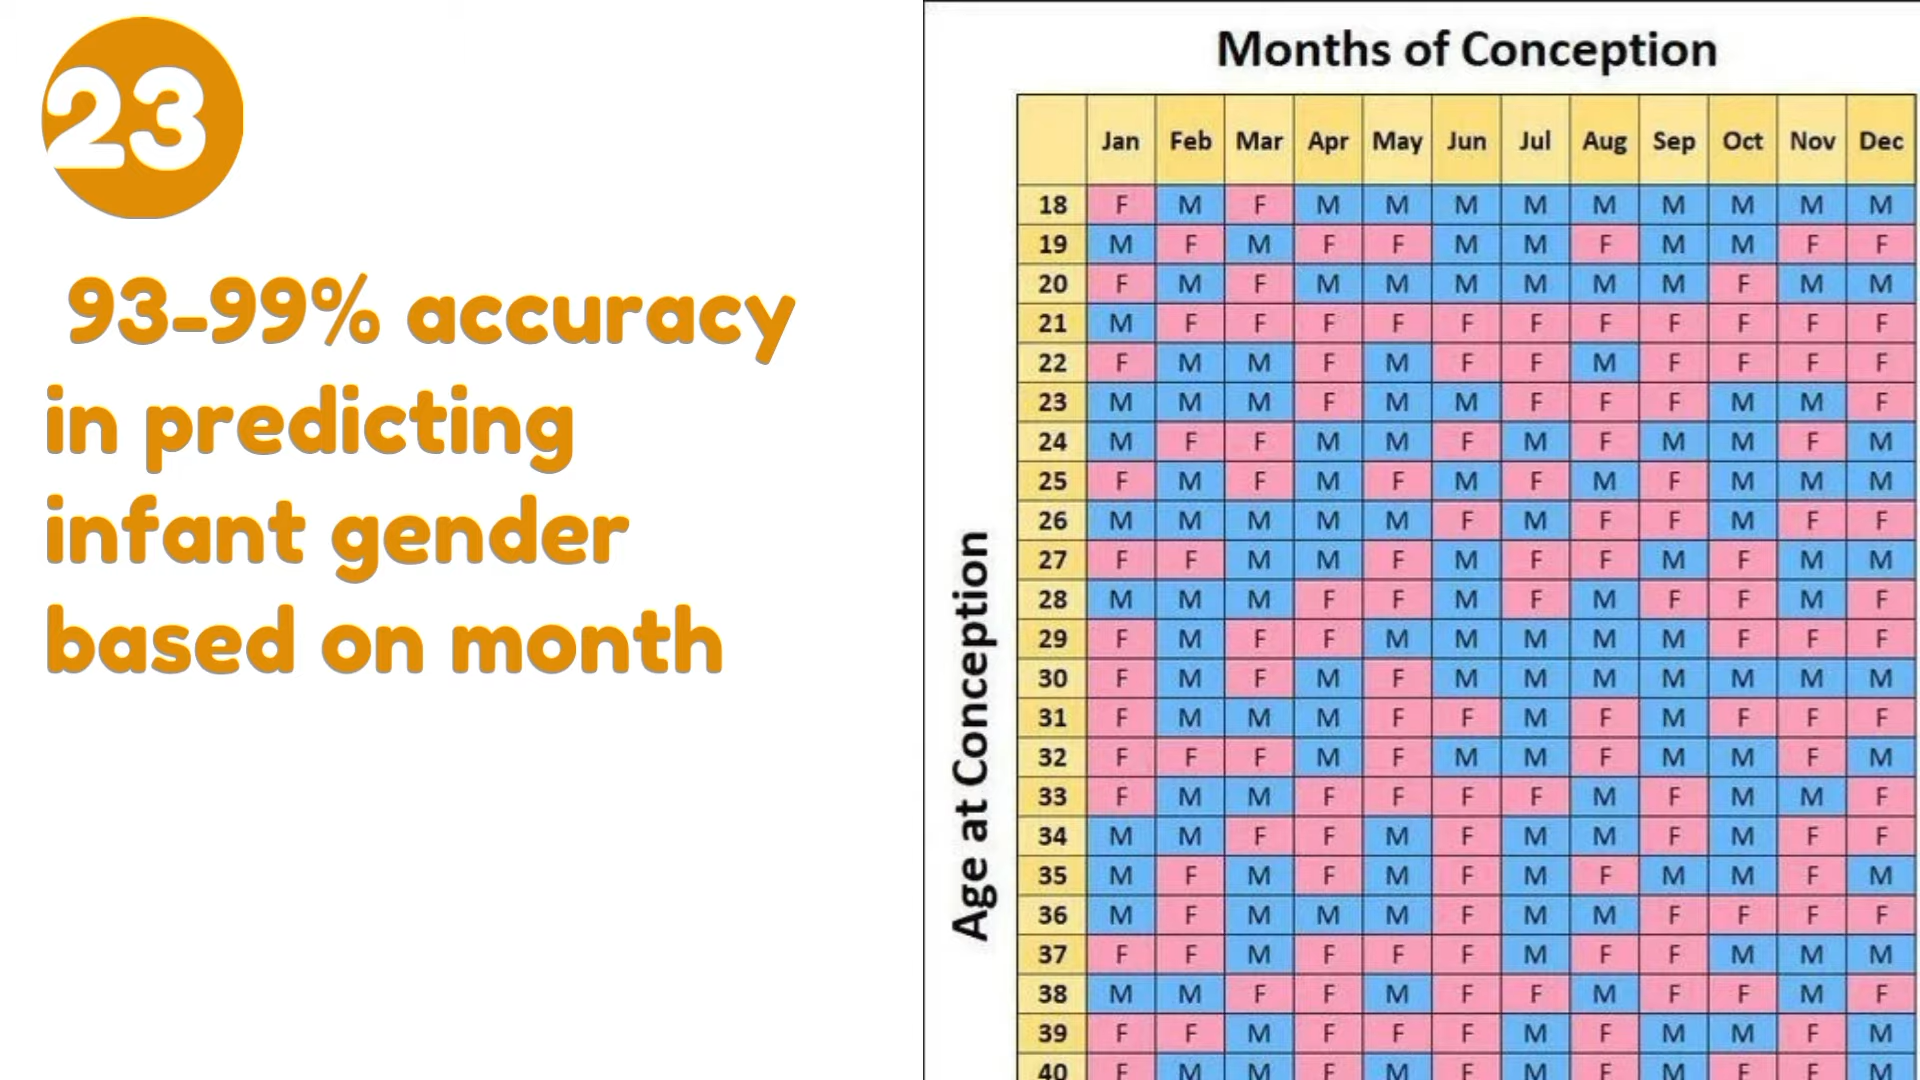 23
93-99% accuracy
in predicting
infant gender
based on month
Months of Conception
Age at Conception
Jan Feb Mar Apr May Jun Jul Aug Sep Oct Nov Dec
18 F M F M M M M M M M M M
19 M F M F F M M F M M F F
20 F M F M M M M M M F M M
21 M F F F F F F F F F F F
22 F M M F M F F M F F F F
23 M M M F M M F F F M M F
24 M F F M M F M F M M F M
25 F M F M F M F M F M M M
26 M M M M M F M F F M F F
27 F F M M F M F F M F M M
28 M M M F F M F M F F M F
29 F M F F M M M M M F F F
30 F M F M F M M M M M M M
31 F M M M F F M F M F F F
32 F F F M F M M F M M F M
33 F M M F F F F M F M M F
34 M M F F M F M M F M F F
35 M F M F M F M F M M F M
36 M F M M M F M M F F F F
37 F F M F F F M F F M M M
38 M M F F M F F M F F M F
39 F F M F F F M F M M F M
40 F M M F M F M F M F F M